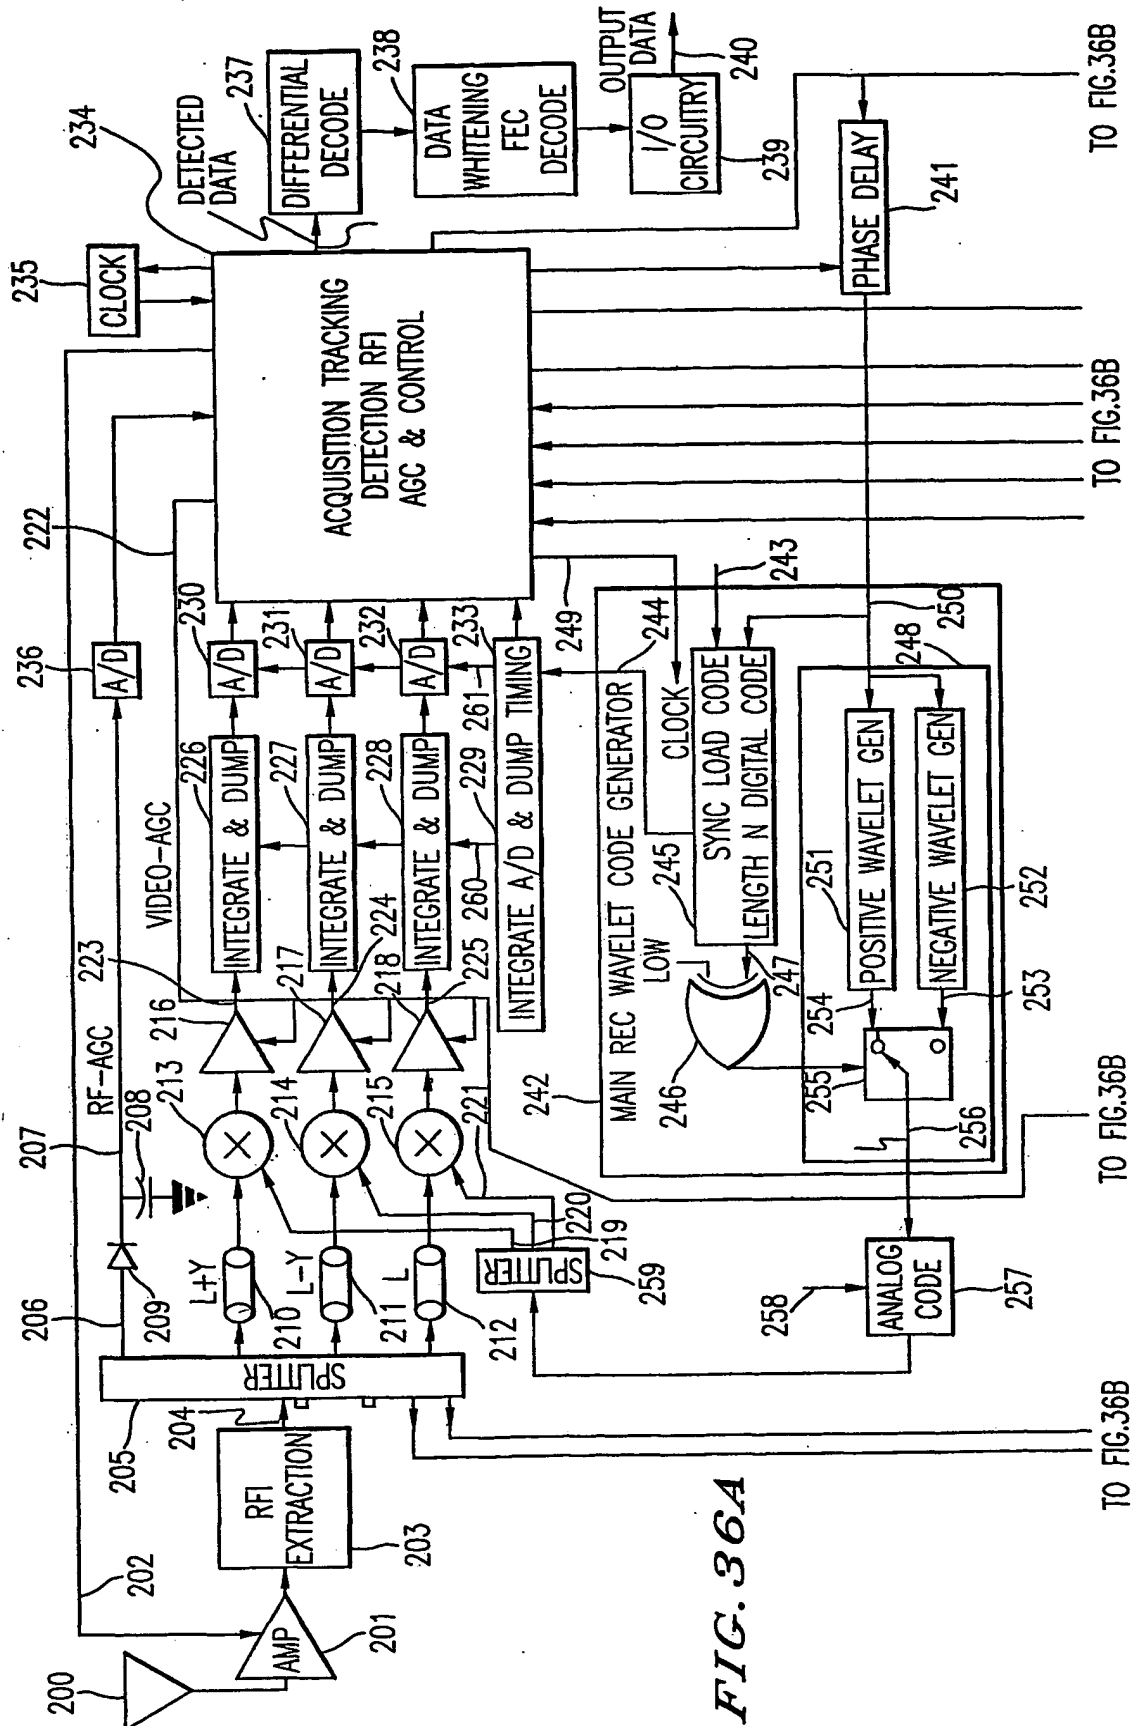 200
AMP
201
202
RFI
EXTRACTION
203
204
205
SPLITTER
206
209
207
208
RF-AGC
L+Y
210
L-Y
211
L
212
213
214
215
216
217
218
219
220
221
SPLITTER
259
223
224
225
VIDEO-AGC
222
226
INTEGRATE & DUMP
227
INTEGRATE & DUMP
228
INTEGRATE & DUMP
260
229
INTEGRATE A/D & DUMP TIMING
261
233
236
A/D
230
A/D
231
A/D
232
A/D
235
CLOCK
234
ACQUISITION TRACKING
DETECTION RFI
AGC & CONTROL
DETECTED
DATA
237
DIFFERENTIAL
DECODE
238
DATA
WHITENING
FEC
DECODE
I/O
CIRCUITRY
239
OUTPUT
DATA
240
PHASE DELAY
241
242
MAIN REC WAVELET CODE GENERATOR
244
249
CLOCK
243
245
SYNC LOAD CODE
LENGTH N DIGITAL CODE
LOW
247
246
250
248
251
POSITIVE WAVELET GEN
NEGATIVE WAVELET GEN
252
254
253
255
256
258
ANALOG
CODE
257
TO FIG.36B
TO FIG.36B
TO FIG.36B
TO FIG.36B
FIG. 36A